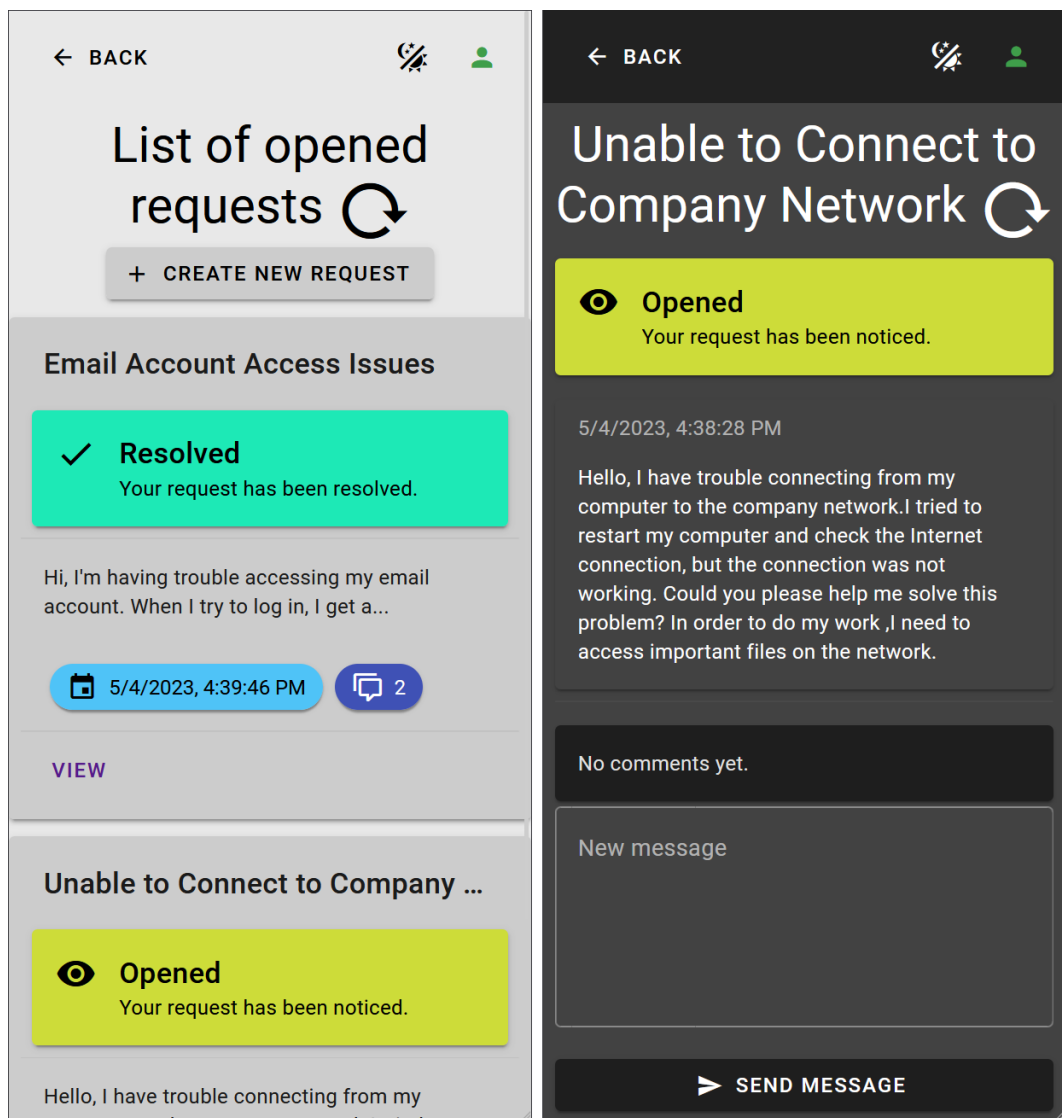 BACK
List of opened
requests
+ CREATE NEW REQUEST
Email Account Access Issues
Resolved
Your request has been resolved.
Hi, I'm having trouble accessing my email
account. When I try to log in, I get a...
5/4/2023, 4:39:46 PM
2
VIEW
Unable to Connect to Company ...
Opened
Your request has been noticed.
Hello, I have trouble connecting from my
BACK
Unable to Connect to
Company Network
Opened
Your request has been noticed.
5/4/2023, 4:38:28 PM
Hello, I have trouble connecting from my
computer to the company network.I tried to
restart my computer and check the Internet
connection, but the connection was not
working. Could you please help me solve this
problem? In order to do my work ,I need to
access important files on the network.
No comments yet.
New message
SEND MESSAGE